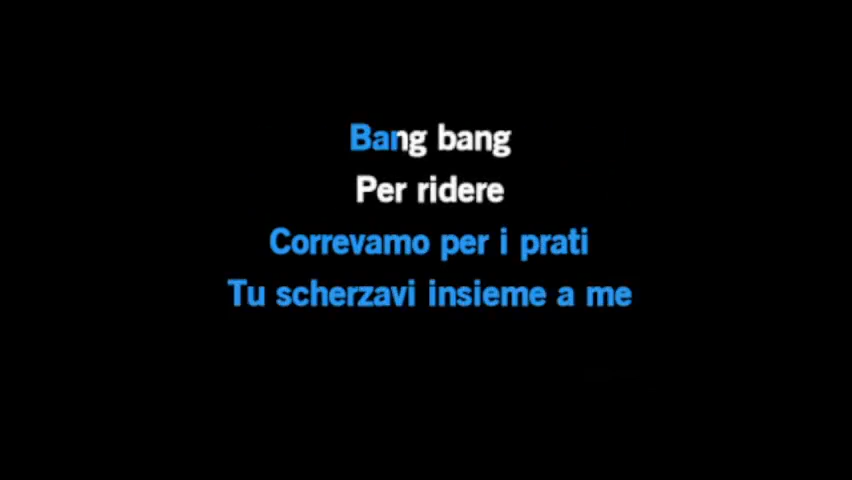 Bang bang
Per ridere
Correvamo per i prati
Tu scherzavi insieme a me